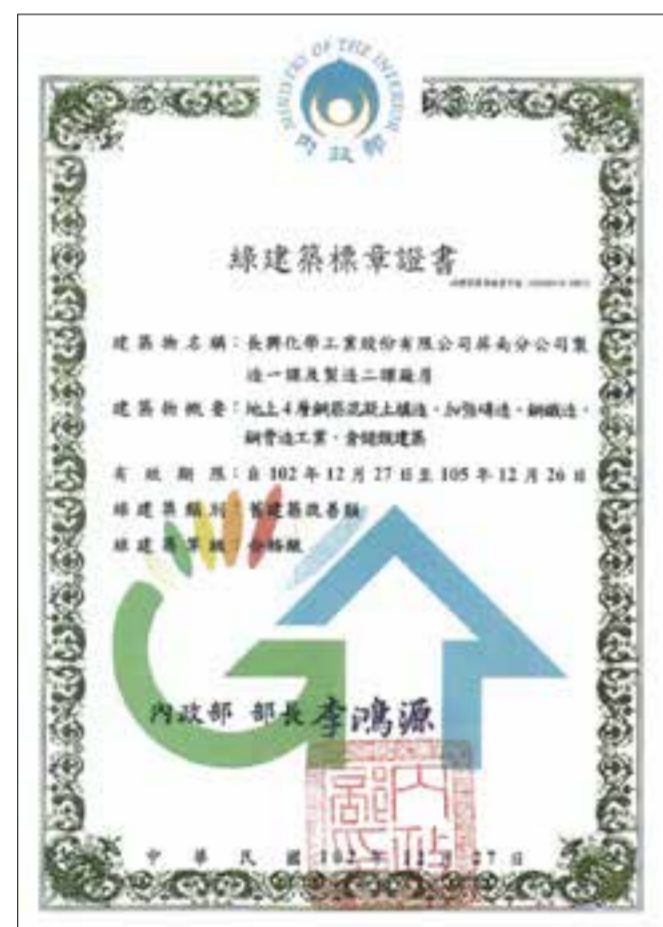 MINISTRY OF THE INTERIOR
內政部
綠建築標章證書
建築物名稱：長興化學工業股份有限公司屏南分公司製
造一課及製造二課廠房
建築物概要：地上4層鋼筋混凝土構造，加強磚造，鋼鐵造，
鋼骨造工業，倉儲類建築
有效期限：自102年12月27日至105年12月26日
綠建築類別：舊建築改善類
綠建築等級：合格級
內政部 部長 李鴻源
中華民國102年12月27日